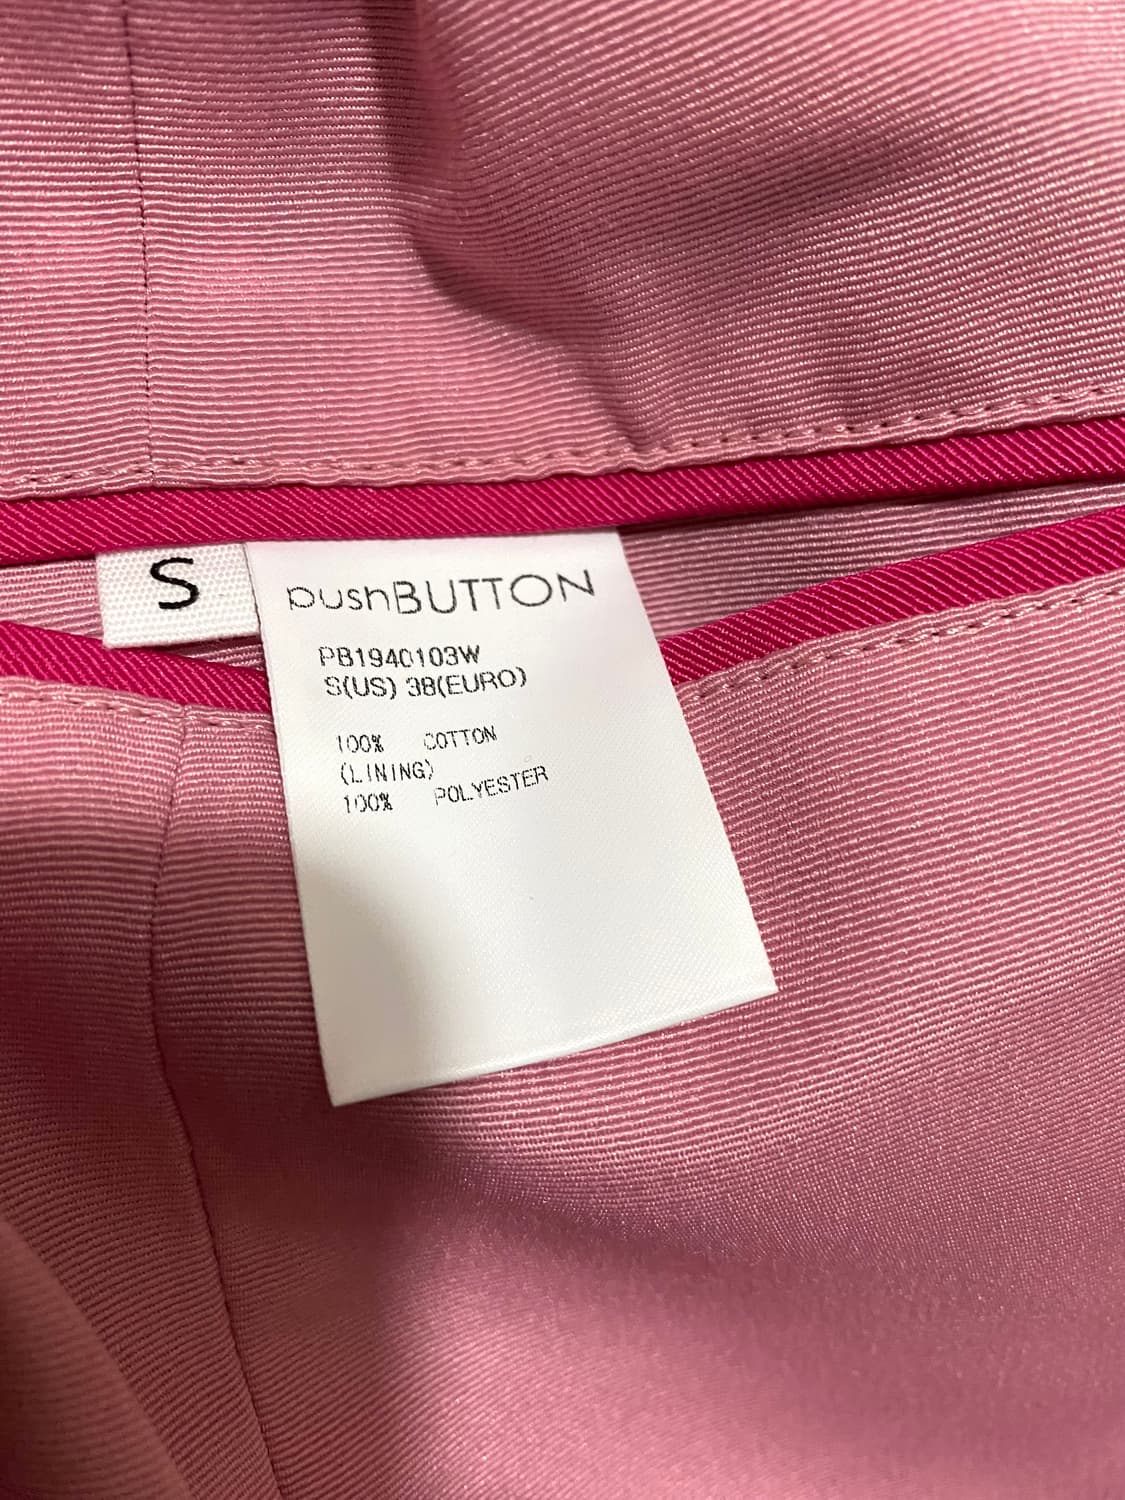 S
pushBUTTON
PB1940103W
S(US) 38(EURO)
100% COTTON
(LINING)
100% POLYESTER